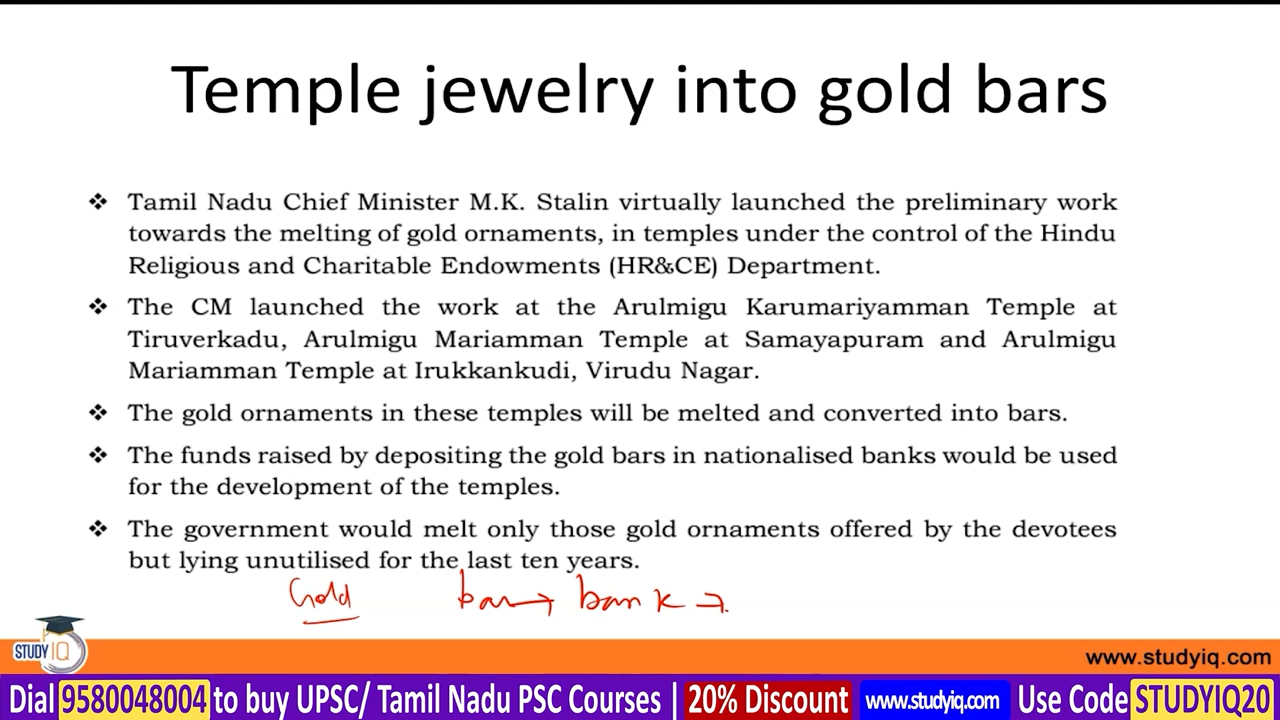 Temple jewelry into gold bars
❖ Tamil Nadu Chief Minister M.K. Stalin virtually launched the preliminary work
towards the melting of gold ornaments, in temples under the control of the Hindu
Religious and Charitable Endowments (HR&CE) Department.
❖ The CM launched the work at the Arulmigu Karumariyamman Temple at
Tiruverkadu, Arulmigu Mariamman Temple at Samayapuram and Arulmigu
Mariamman Temple at Irukkankudi, Virudu Nagar.
❖ The gold ornaments in these temples will be melted and converted into bars.
❖ The funds raised by depositing the gold bars in nationalised banks would be used
for the development of the temples.
❖ The government would melt only those gold ornaments offered by the devotees
but lying unutilised for the last ten years.
Gold bar → bank →
STUDY IQ
www.studyiq.com
Dial 9580048004 to buy UPSC/ Tamil Nadu PSC Courses | 20% Discount www.studyiq.com Use Code STUDYIQ20